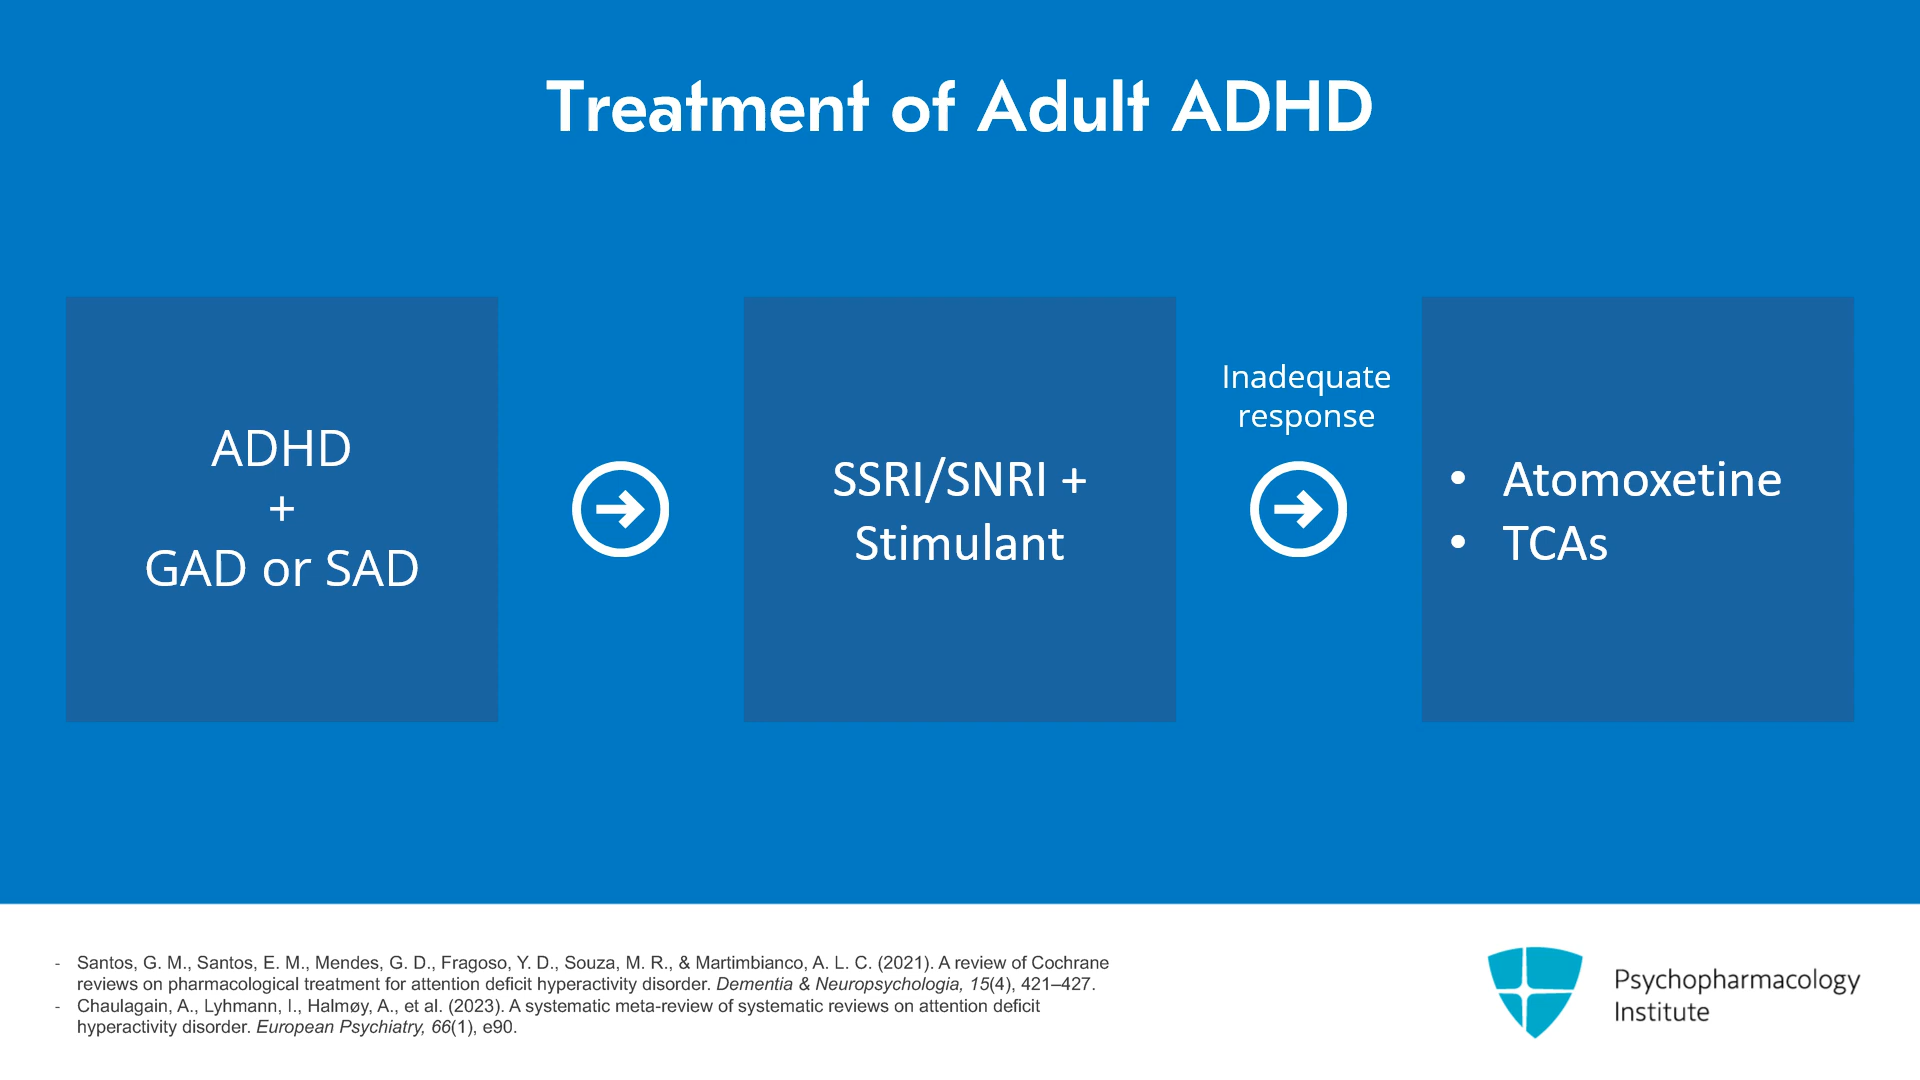 Treatment of Adult ADHD
ADHD
+
GAD or SAD
SSRI/SNRI +
Stimulant
Inadequate
response
• Atomoxetine
• TCAs
- Santos, G. M., Santos, E. M., Mendes, G. D., Fragoso, Y. D., Souza, M. R., & Martimbianco, A. L. C. (2021). A review of Cochrane
reviews on pharmacological treatment for attention deficit hyperactivity disorder. Dementia & Neuropsychologia, 15(4), 421–427.
- Chaulagain, A., Lyhmann, I., Halmøy, A., et al. (2023). A systematic meta-review of systematic reviews on attention deficit
hyperactivity disorder. European Psychiatry, 66(1), e90.
Psychopharmacology
Institute